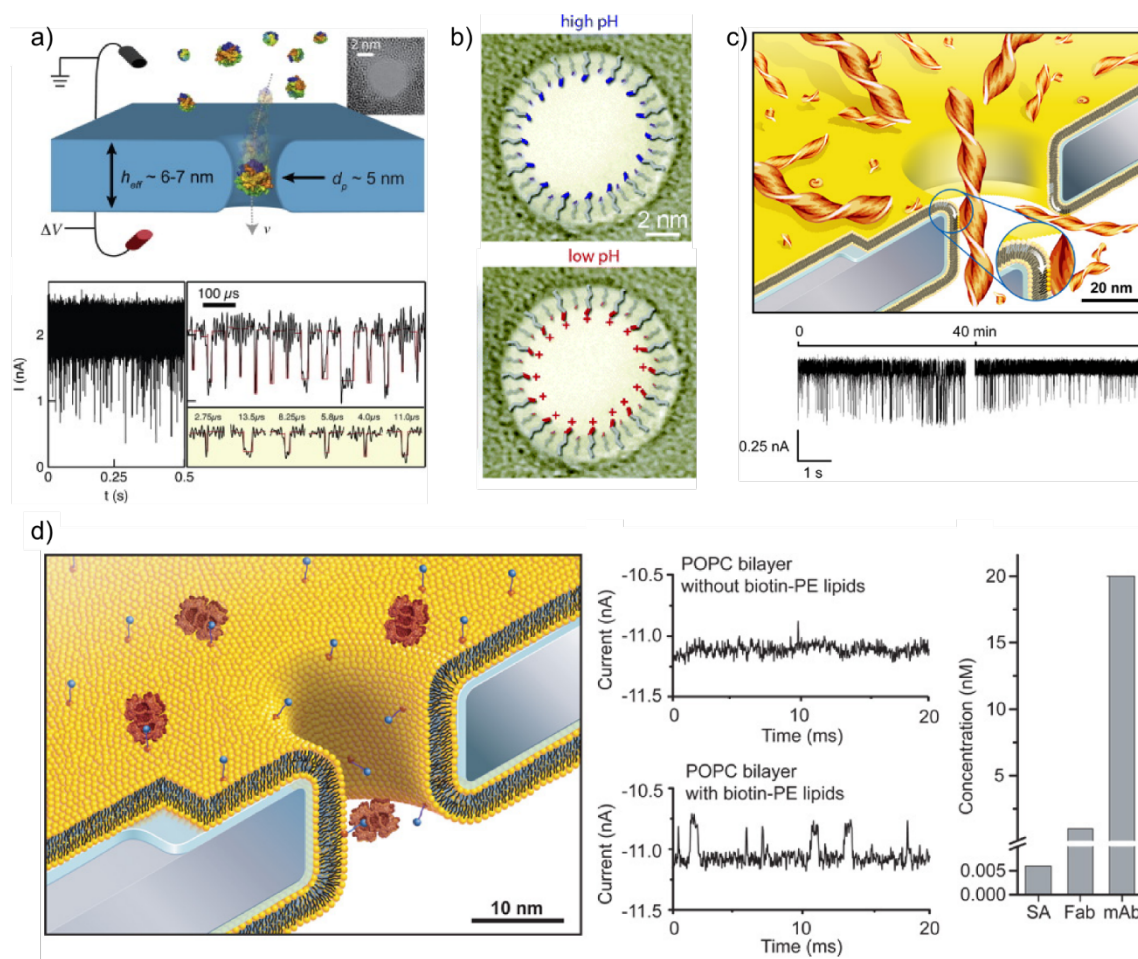 a)
2 nm
h_eff ~ 6-7 nm
d_p ~ 5 nm
ΔV
v
100 µs
I (nA)
2
1
0
2.75µs 13.5µs 8.25µs 5.8µs 4.0µs 11.0µs
0 0.25 0.5
t (s)
b)
high pH
2 nm
low pH
+ + + + + + + + + + + + + + +
c)
20 nm
0 40 min
0.25 nA
1 s
d)
10 nm
POPC bilayer
without biotin-PE lipids
Current (nA)
-10.5
-11.0
-11.5
0 10 20
Time (ms)
POPC bilayer
with biotin-PE lipids
Current (nA)
-10.5
-11.0
-11.5
0 10 20
Time (ms)
Concentration (nM)
20
15
10
5
0.005
0.000
SA Fab mAb